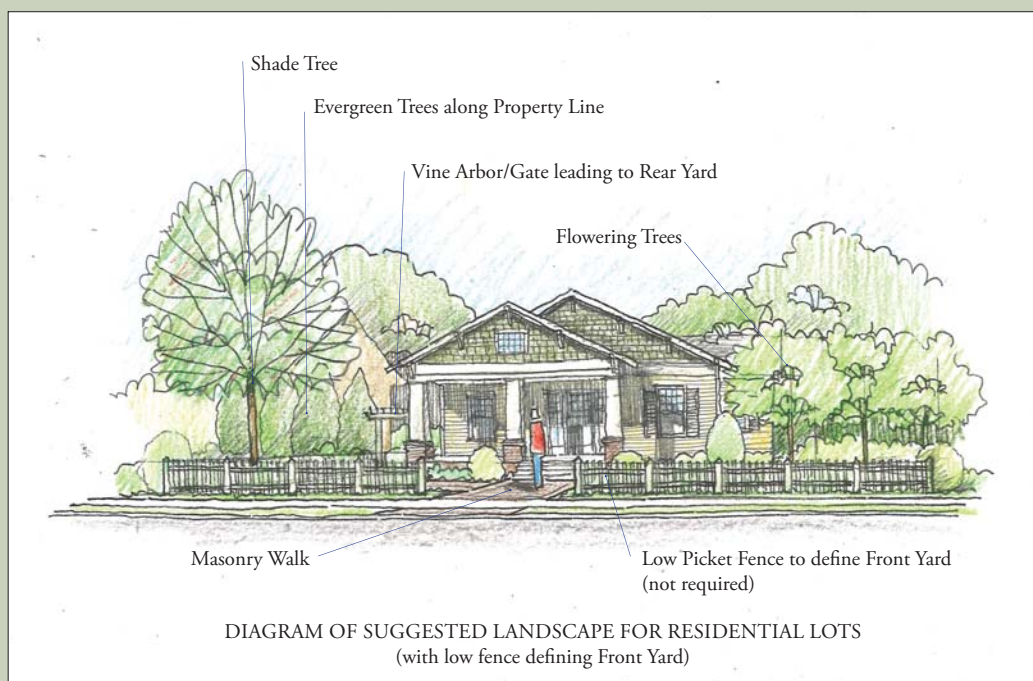 Shade Tree
Evergreen Trees along Property Line
Vine Arbor/Gate leading to Rear Yard
Flowering Trees
Masonry Walk
Low Picket Fence to define Front Yard
(not required)
DIAGRAM OF SUGGESTED LANDSCAPE FOR RESIDENTIAL LOTS
(with low fence defining Front Yard)